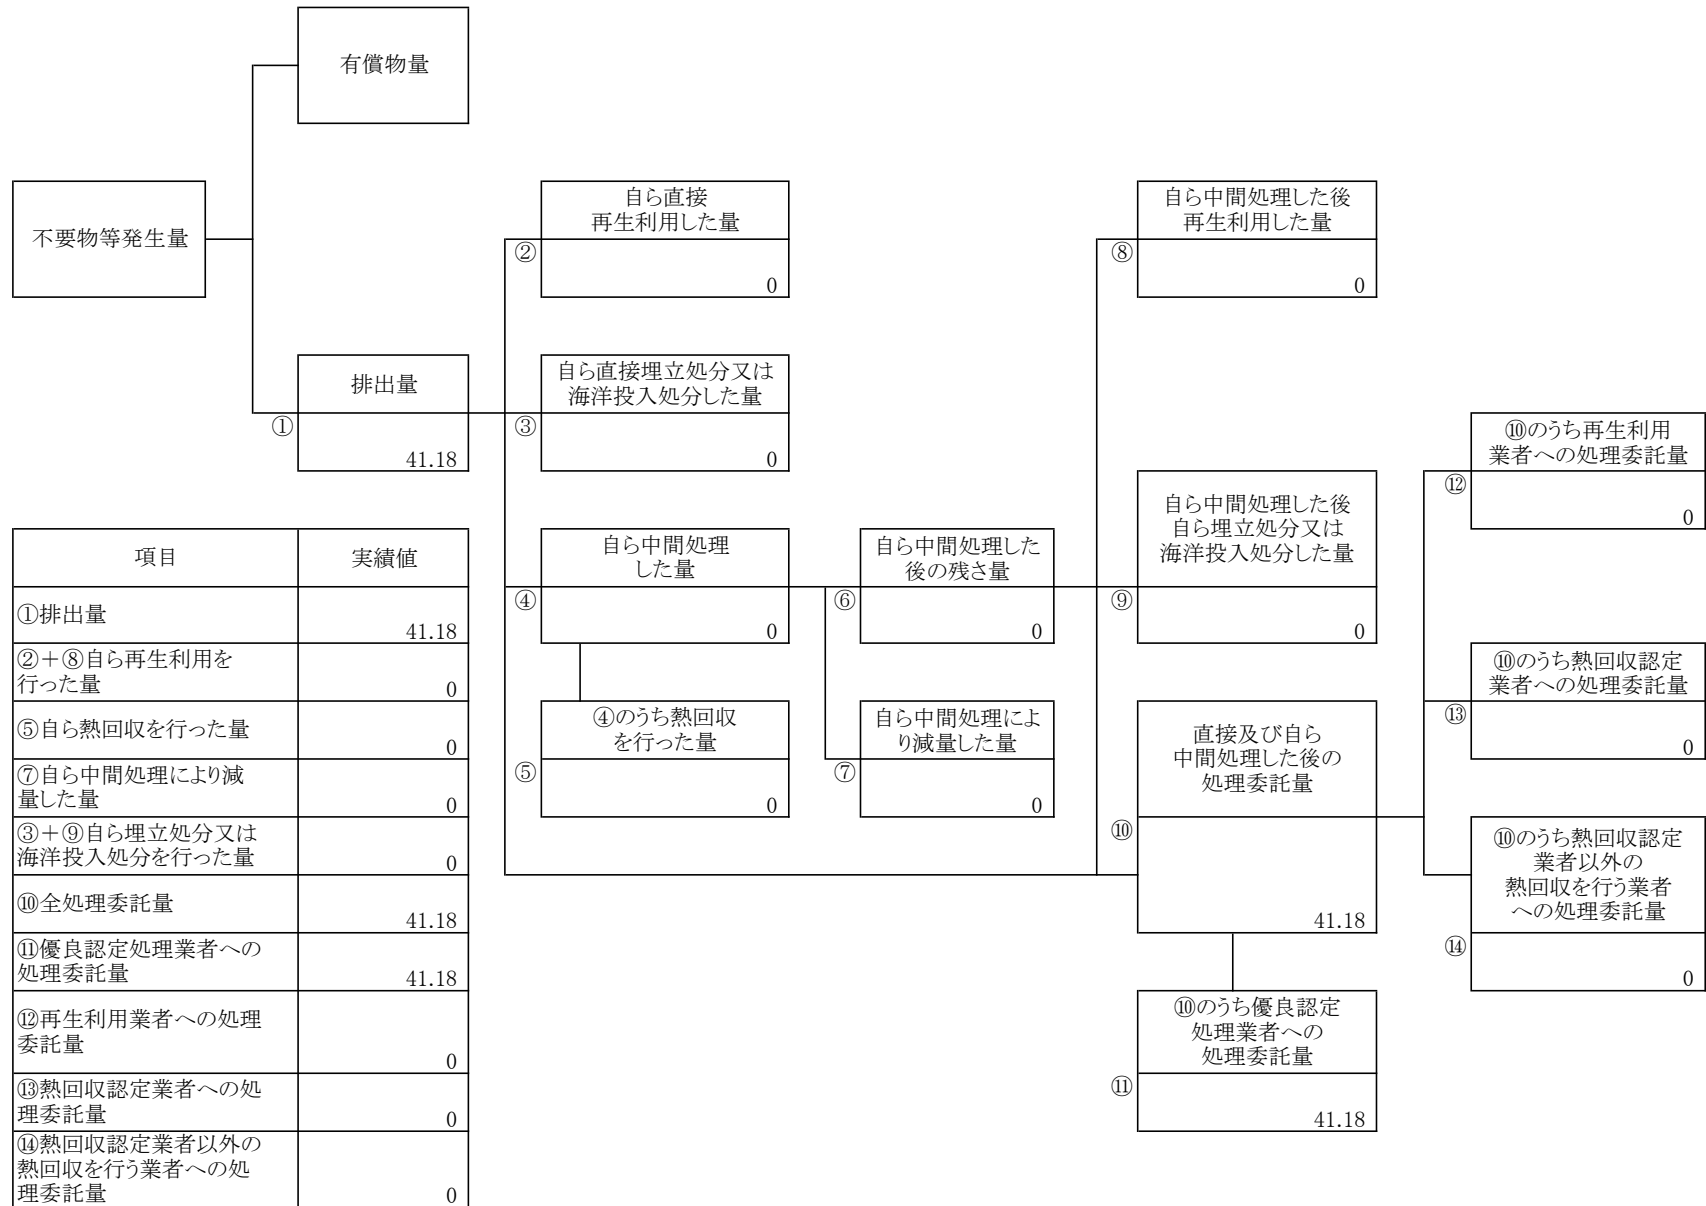 有償物量
不要物等発生量
自ら直接
再生利用した量
②
0
自ら中間処理した後
再生利用した量
⑧
0
排出量
①
41.18
自ら直接埋立処分又は
海洋投入処分した量
③
0
⑩のうち再生利用
業者への処理委託量
⑫
0
自ら中間処理
した量
④
0
自ら中間処理した
後の残さ量
⑥
0
自ら中間処理した後
自ら埋立処分又は
海洋投入処分した量
⑨
0
⑩のうち熱回収認定
業者への処理委託量
⑬
0
④のうち熱回収
を行った量
⑤
0
自ら中間処理によ
り減量した量
⑦
0
直接及び自ら
中間処理した後の
処理委託量
⑩
41.18
⑩のうち熱回収認定
業者以外の
熱回収を行う業者
への処理委託量
⑭
0
⑩のうち優良認定
処理業者への
処理委託量
⑪
41.18
項目 実績値
①排出量
41.18
②＋⑧自ら再生利用を
行った量 0
⑤自ら熱回収を行った量
0
⑦自ら中間処理により減
量した量 0
③＋⑨自ら埋立処分又は
海洋投入処分を行った量 0
⑩全処理委託量
41.18
⑪優良認定処理業者への
処理委託量 41.18
⑫再生利用業者への処理
委託量
0
⑬熱回収認定業者への処
理委託量 0
⑭熱回収認定業者以外の
熱回収を行う業者への処
理委託量 0